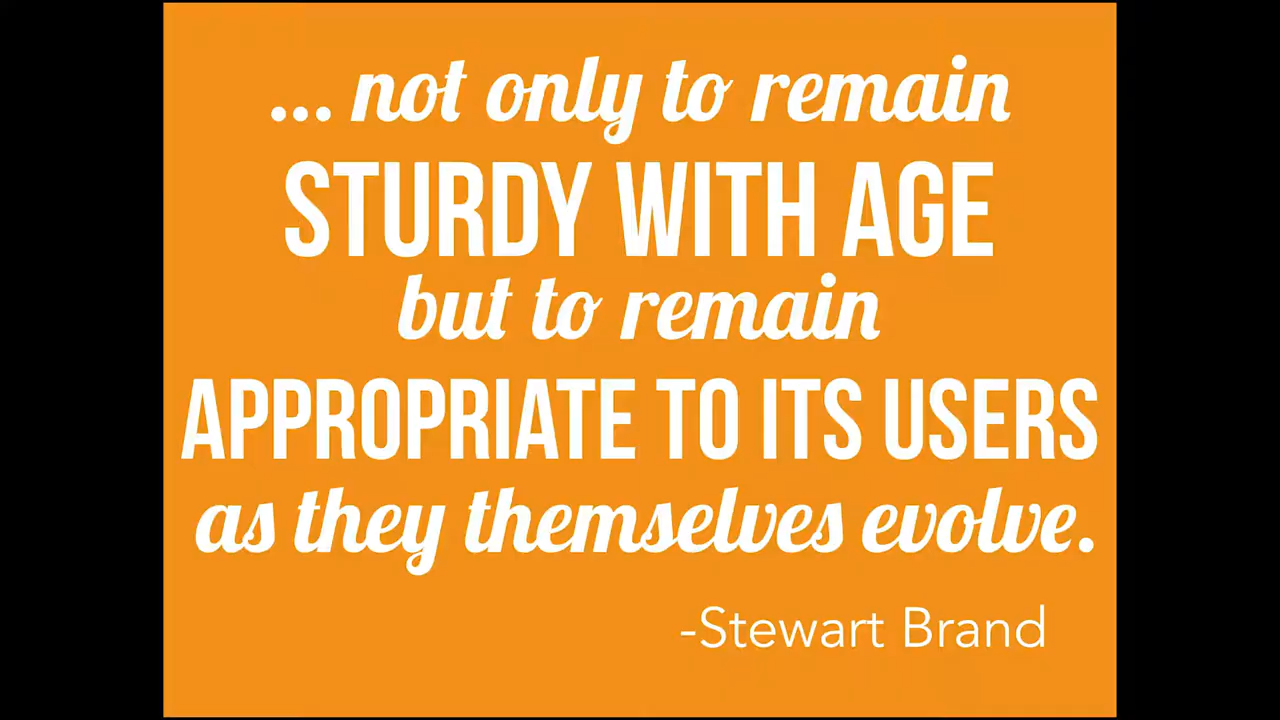 ... not only to remain
STURDY WITH AGE
but to remain
APPROPRIATE TO ITS USERS
as they themselves evolve.
-Stewart Brand